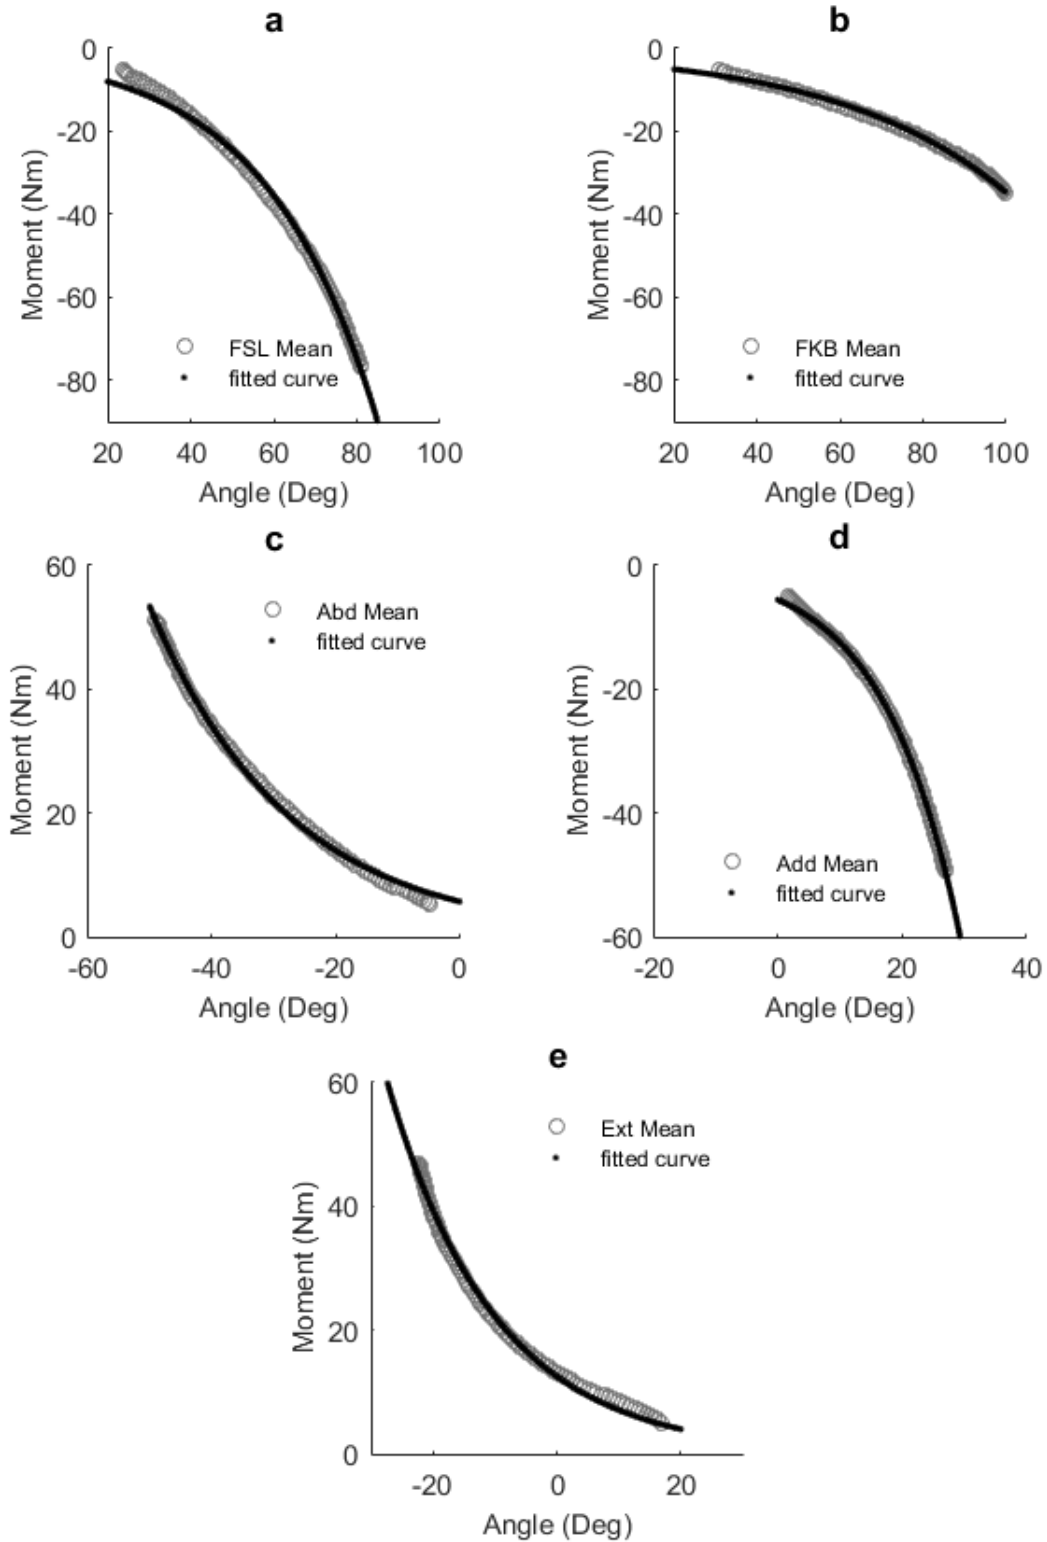 a
0
-20
-40
-60
-80
Moment (Nm)
FSL Mean
fitted curve
20 40 60 80 100
Angle (Deg)
b
0
-20
-40
-60
-80
Moment (Nm)
FKB Mean
fitted curve
20 40 60 80 100
Angle (Deg)
c
60
40
20
0
Moment (Nm)
Abd Mean
fitted curve
-60 -40 -20 0
Angle (Deg)
d
0
-20
-40
-60
Moment (Nm)
Add Mean
fitted curve
-20 0 20 40
Angle (Deg)
e
60
40
20
0
Moment (Nm)
Ext Mean
fitted curve
-20 0 20
Angle (Deg)